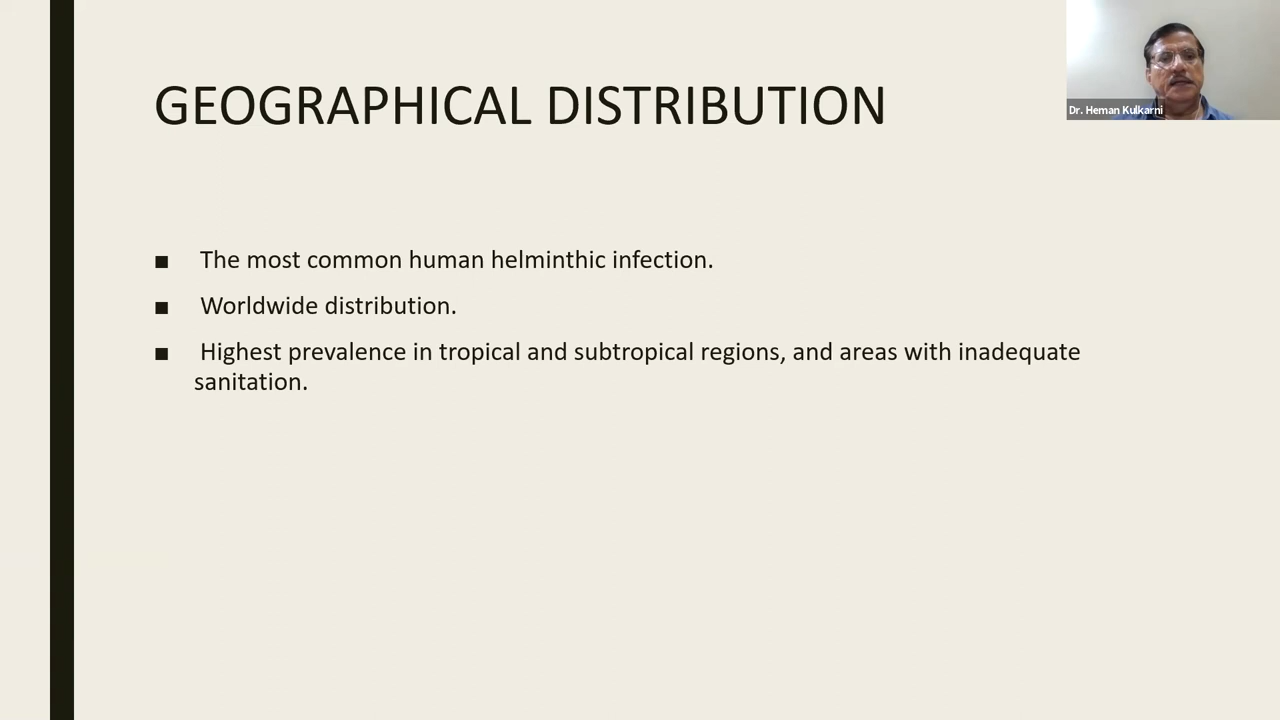 GEOGRAPHICAL DISTRIBUTION
Dr. Heman Kulkarni
■ The most common human helminthic infection.
■ Worldwide distribution.
■ Highest prevalence in tropical and subtropical regions, and areas with inadequate
sanitation.